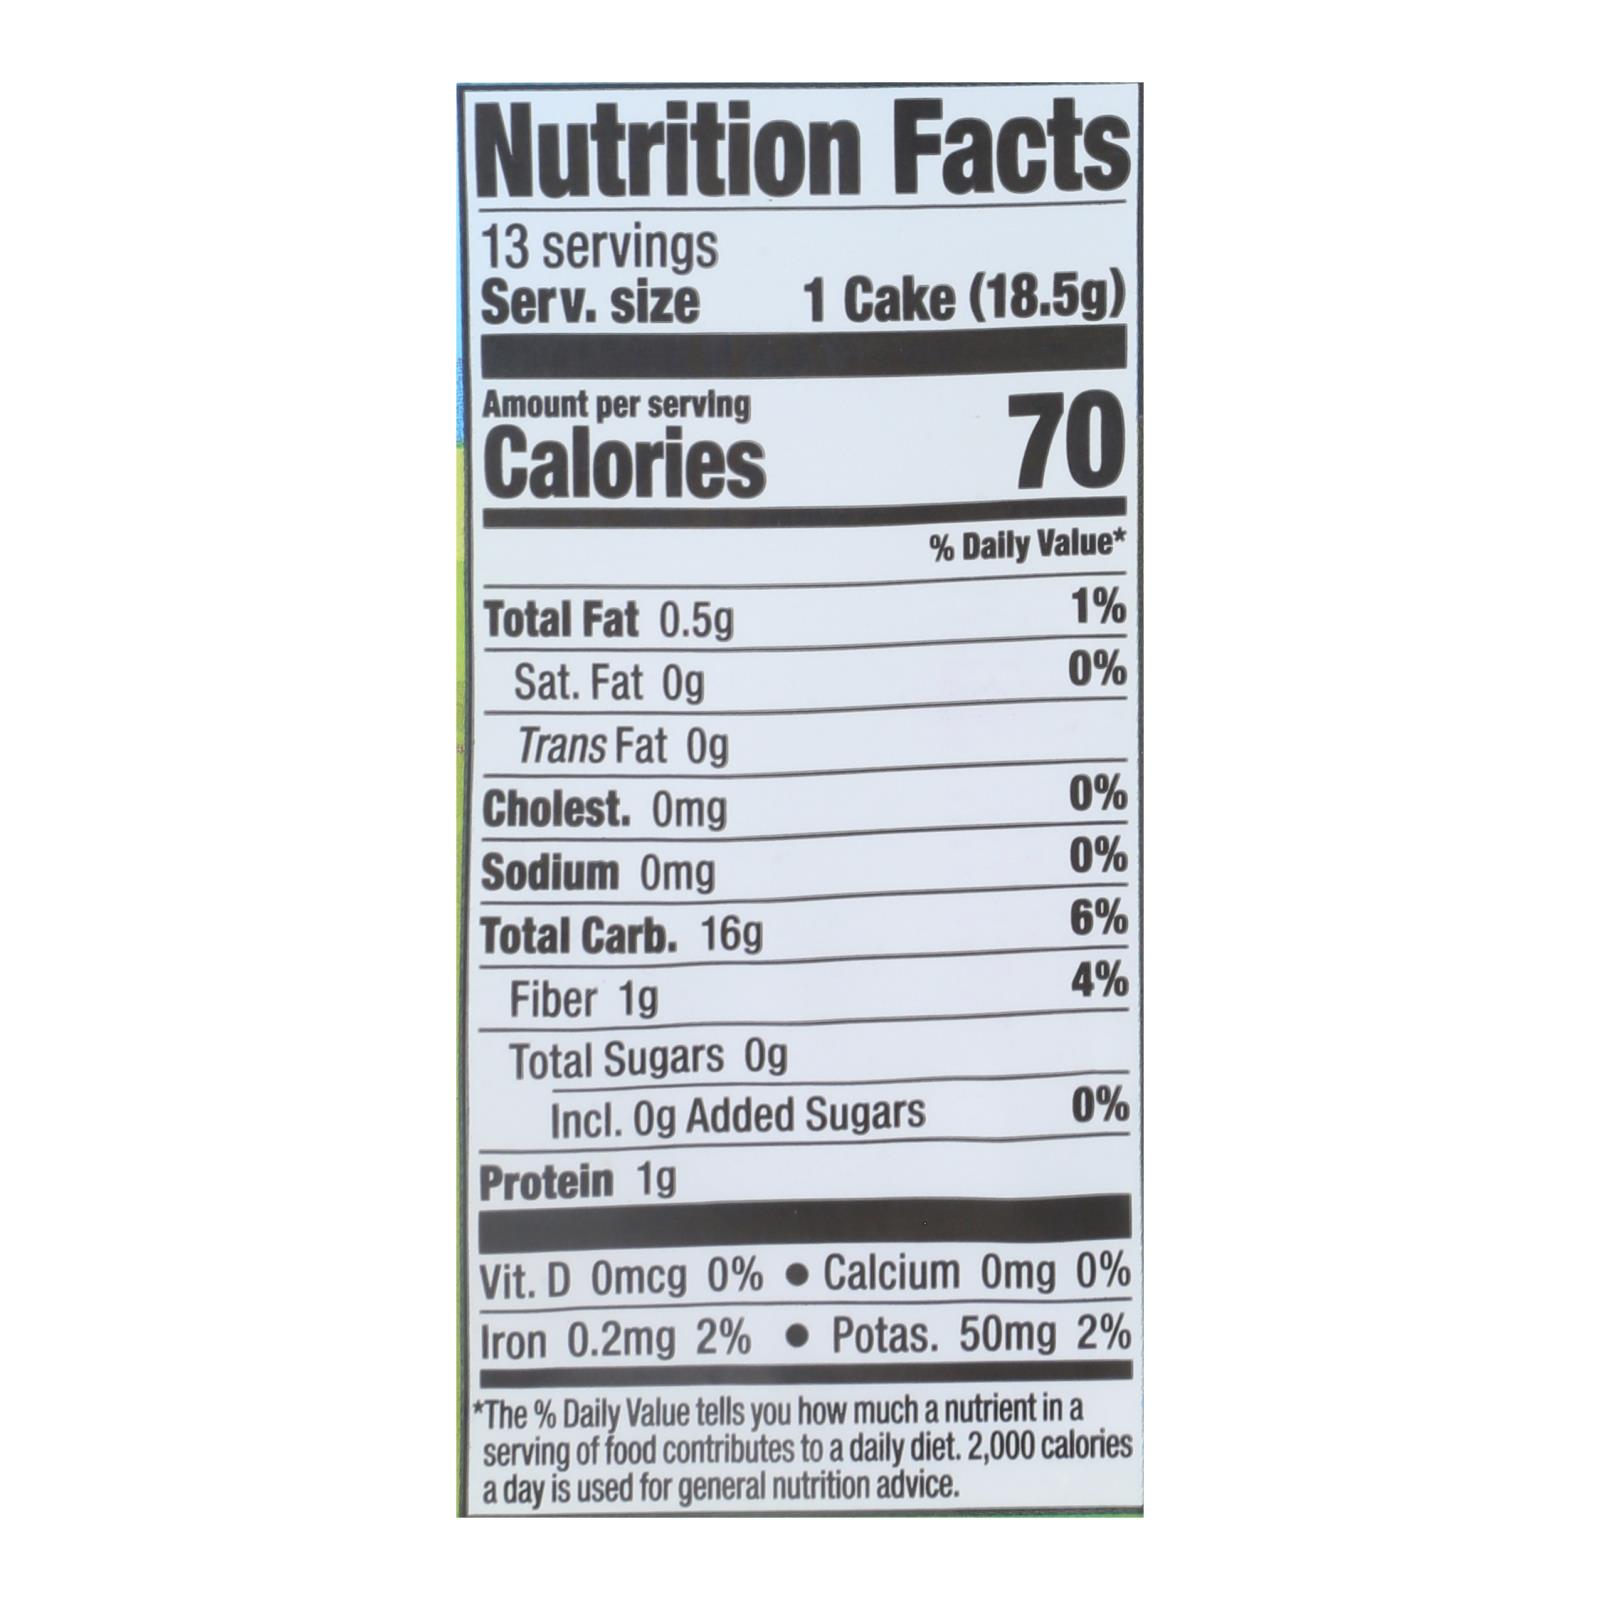 Nutrition Facts
13 servings
Serv. size 1 Cake (18.5g)
Amount per serving
Calories 70
% Daily Value*
Total Fat 0.5g 1%
Sat. Fat 0g 0%
Trans Fat 0g
Cholest. 0mg 0%
Sodium 0mg 0%
Total Carb. 16g 6%
Fiber 1g 4%
Total Sugars 0g
Incl. 0g Added Sugars 0%
Protein 1g
Vit. D 0mcg 0% ● Calcium 0mg 0%
Iron 0.2mg 2% ● Potas. 50mg 2%
*The % Daily Value tells you how much a nutrient in a
serving of food contributes to a daily diet. 2,000 calories
a day is used for general nutrition advice.